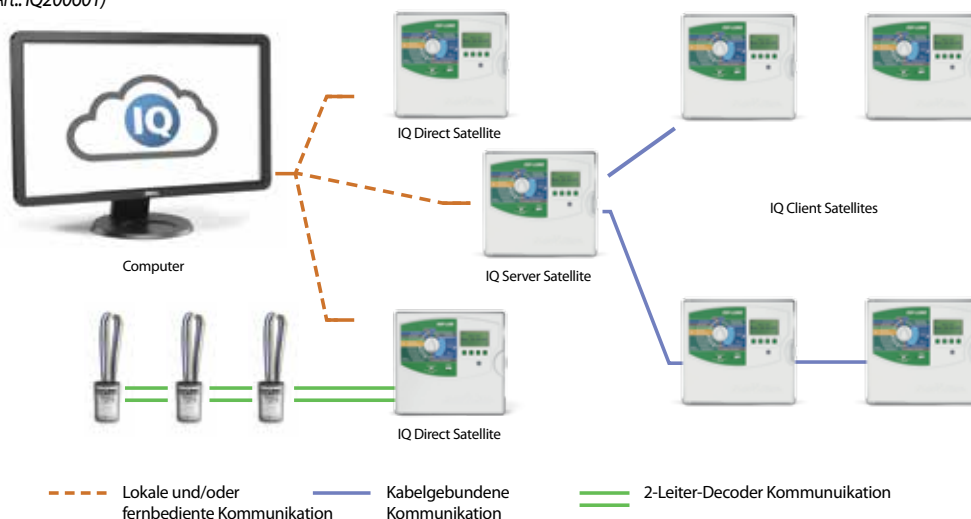 IQ
IQ Direct Satellite
IQ Client Satellites
Computer
IQ Server Satellite
IQ Direct Satellite
Lokale und/oder
fernbediente Kommunikation
Kabelgebundene
Kommunikation
2-Leiter-Decoder Kommunuikation